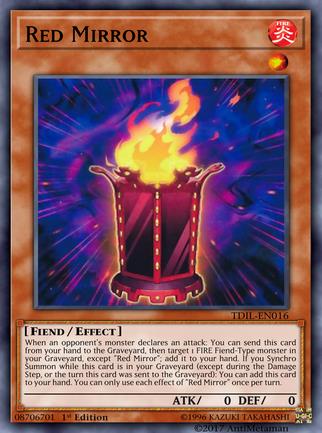 RED MIRROR
FIRE
炎
TDIL-EN016
[FIEND / EFFECT]
When an opponent's monster declares an attack: You can send this
card from your hand to the Graveyard, then target 1 FIRE Fiend-Type monster in
your Graveyard, except "Red Mirror"; add it to your hand. If you Synchro
Summon while this card is in your Graveyard (except during the Damage
Step, or the turn this card was sent to the Graveyard): You can add this card
to your hand. You can only use each effect of "Red Mirror" once per turn.
ATK/ 0 DEF/ 0
08706701 1st Edition ©1996 KAZUKI TAKAHASHI
©2017 AntiMetaman